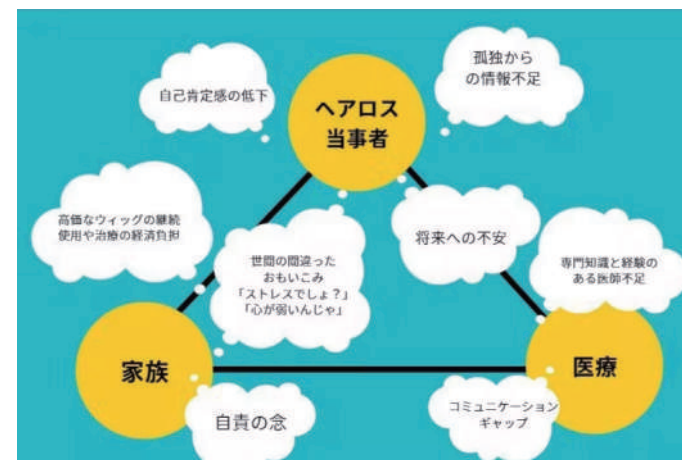 孤独から
の情報不足
自己肯定感の低下
ヘアロス
当事者
高価なウィッグの継続
使用や治療の経済負担
世間の間違った
おもいこみ
「ストレスでしょ?」
「心が弱いんじゃ」
将来への不安
専門知識と経験の
ある医師不足
家族
医療
自責の念
コミュニケーション
ギャップ